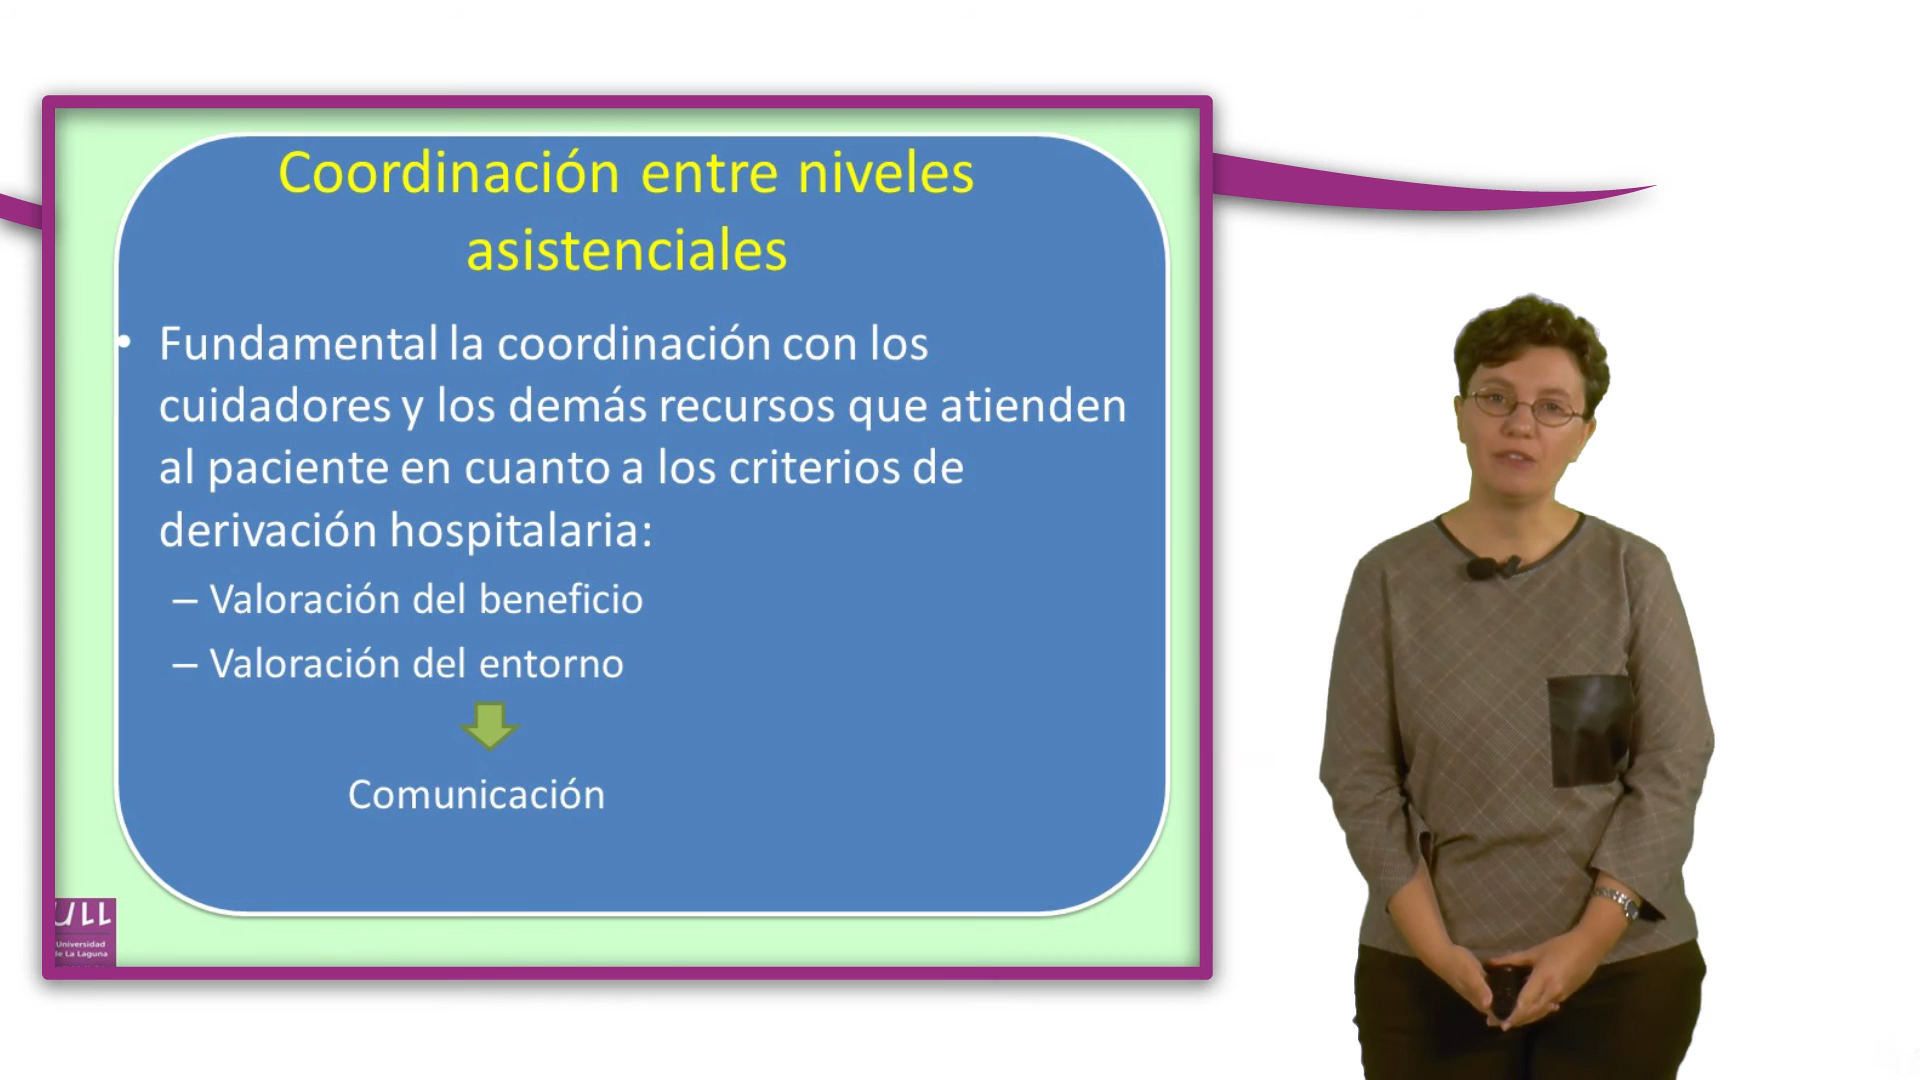 Coordinación entre niveles
asistenciales
• Fundamental la coordinación con los
cuidadores y los demás recursos que atienden
al paciente en cuanto a los criterios de
derivación hospitalaria:
– Valoración del beneficio
– Valoración del entorno
Comunicación
ULL
Universidad
de La Laguna